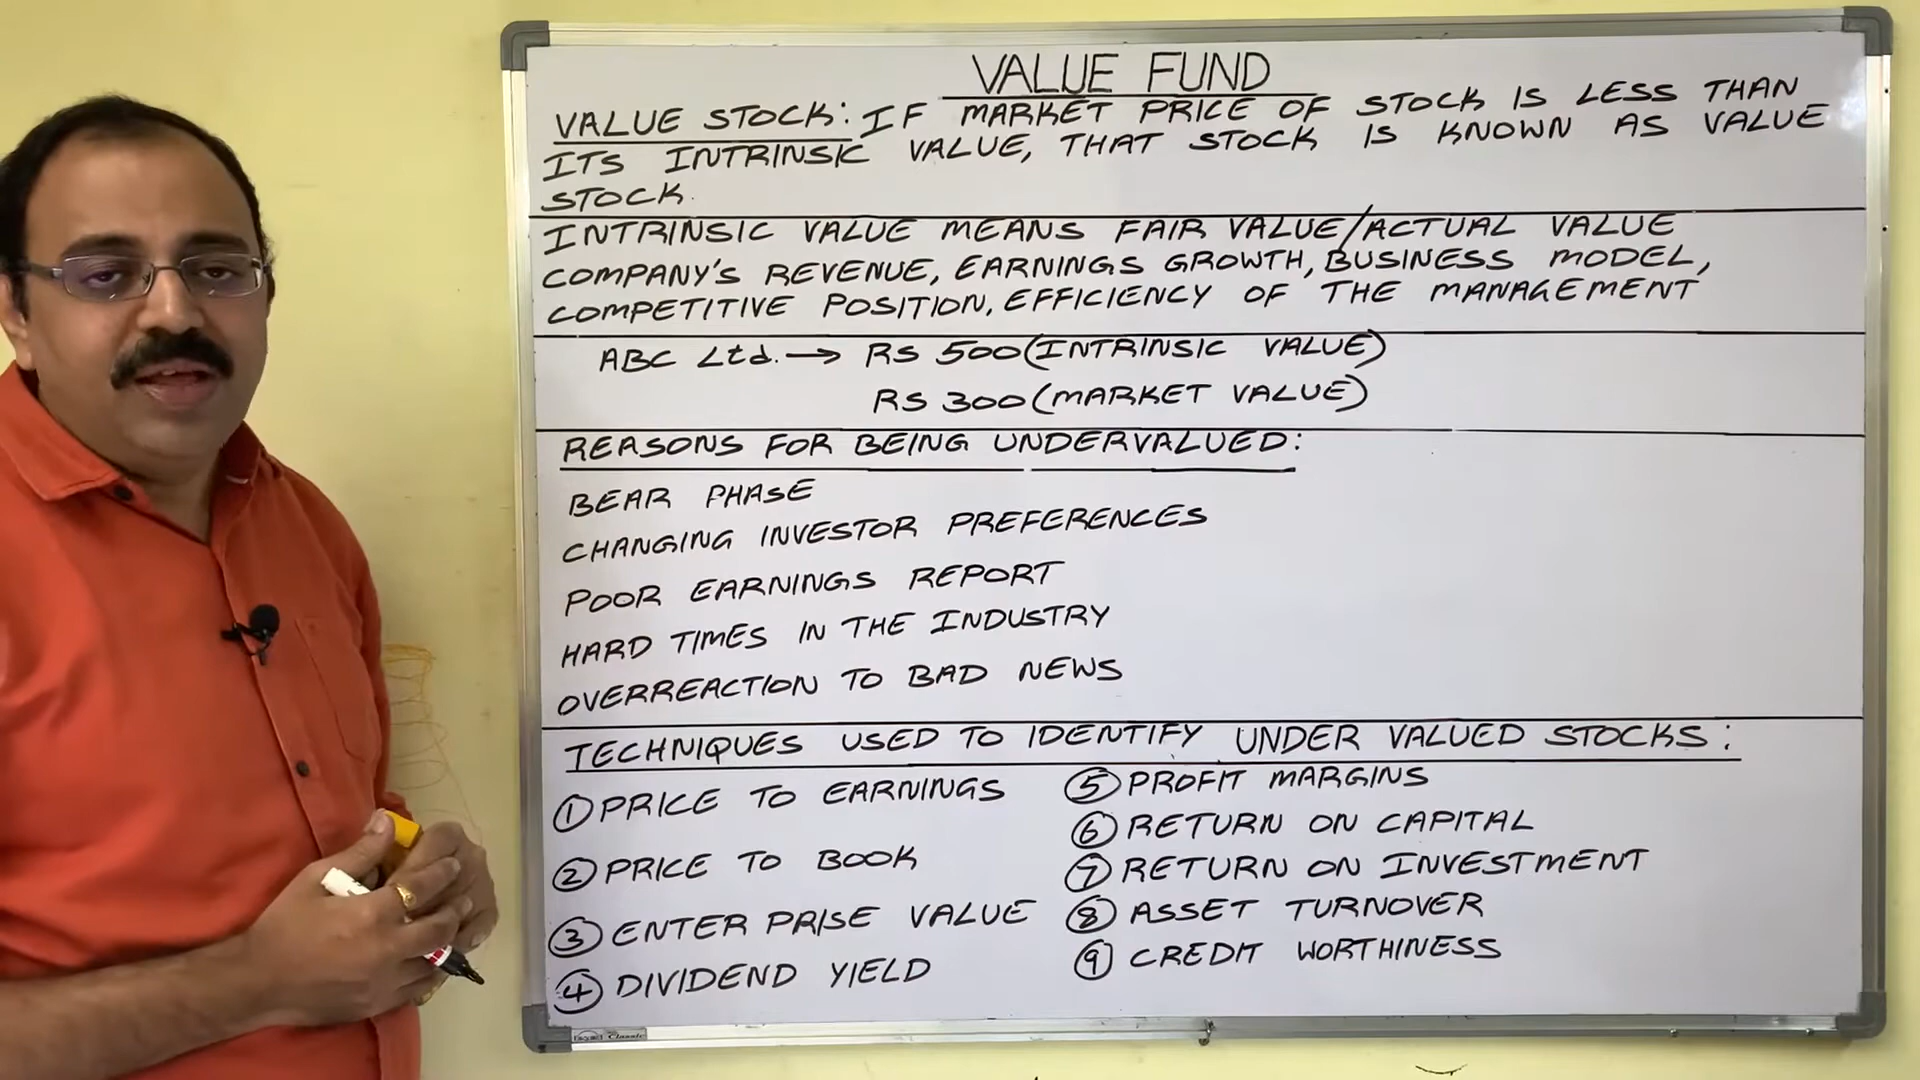 VALUE FUND
VALUE STOCK: IF MARKET PRICE OF STOCK IS LESS THAN
ITS INTRINSIC VALUE, THAT STOCK IS KNOWN AS VALUE
STOCK.
INTRINSIC VALUE MEANS FAIR VALUE/ACTUAL VALUE
COMPANY'S REVENUE, EARNINGS GROWTH, BUSINESS MODEL,
COMPETITIVE POSITION, EFFICIENCY OF THE MANAGEMENT
ABC Ltd. → RS 500 (INTRINSIC VALUE)
RS 300 (MARKET VALUE)
REASONS FOR BEING UNDERVALUED:
BEAR PHASE
CHANGING INVESTOR PREFERENCES
POOR EARNINGS REPORT
HARD TIMES IN THE INDUSTRY
OVERREACTION TO BAD NEWS
TECHNIQUES USED TO IDENTIFY UNDER VALUED STOCKS:
① PRICE TO EARNINGS
② PRICE TO BOOK
③ ENTER PRISE VALUE
④ DIVIDEND YIELD
⑤ PROFIT MARGINS
⑥ RETURN ON CAPITAL
⑦ RETURN ON INVESTMENT
⑧ ASSET TURNOVER
⑨ CREDIT WORTHINESS
Classic